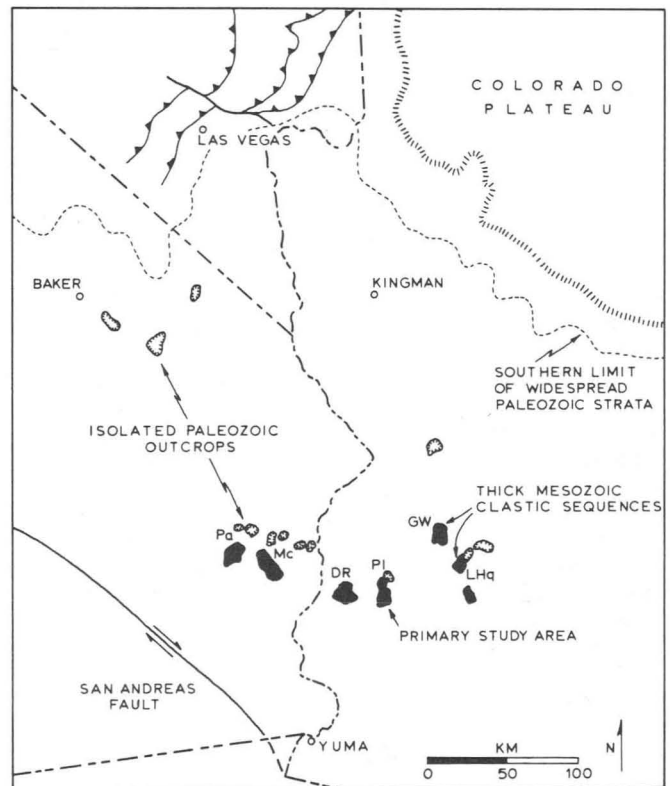 COLORADO
PLATEAU
LAS VEGAS
BAKER
KINGMAN
SOUTHERN LIMIT
OF WIDESPREAD
PALEOZOIC STRATA
ISOLATED PALEOZOIC
OUTCROPS
THICK MESOZOIC
CLASTIC SEQUENCES
GW
Pa
Mc
DR
Pl
LHq
PRIMARY STUDY AREA
SAN ANDREAS
FAULT
YUMA
KM
N
0 50 100